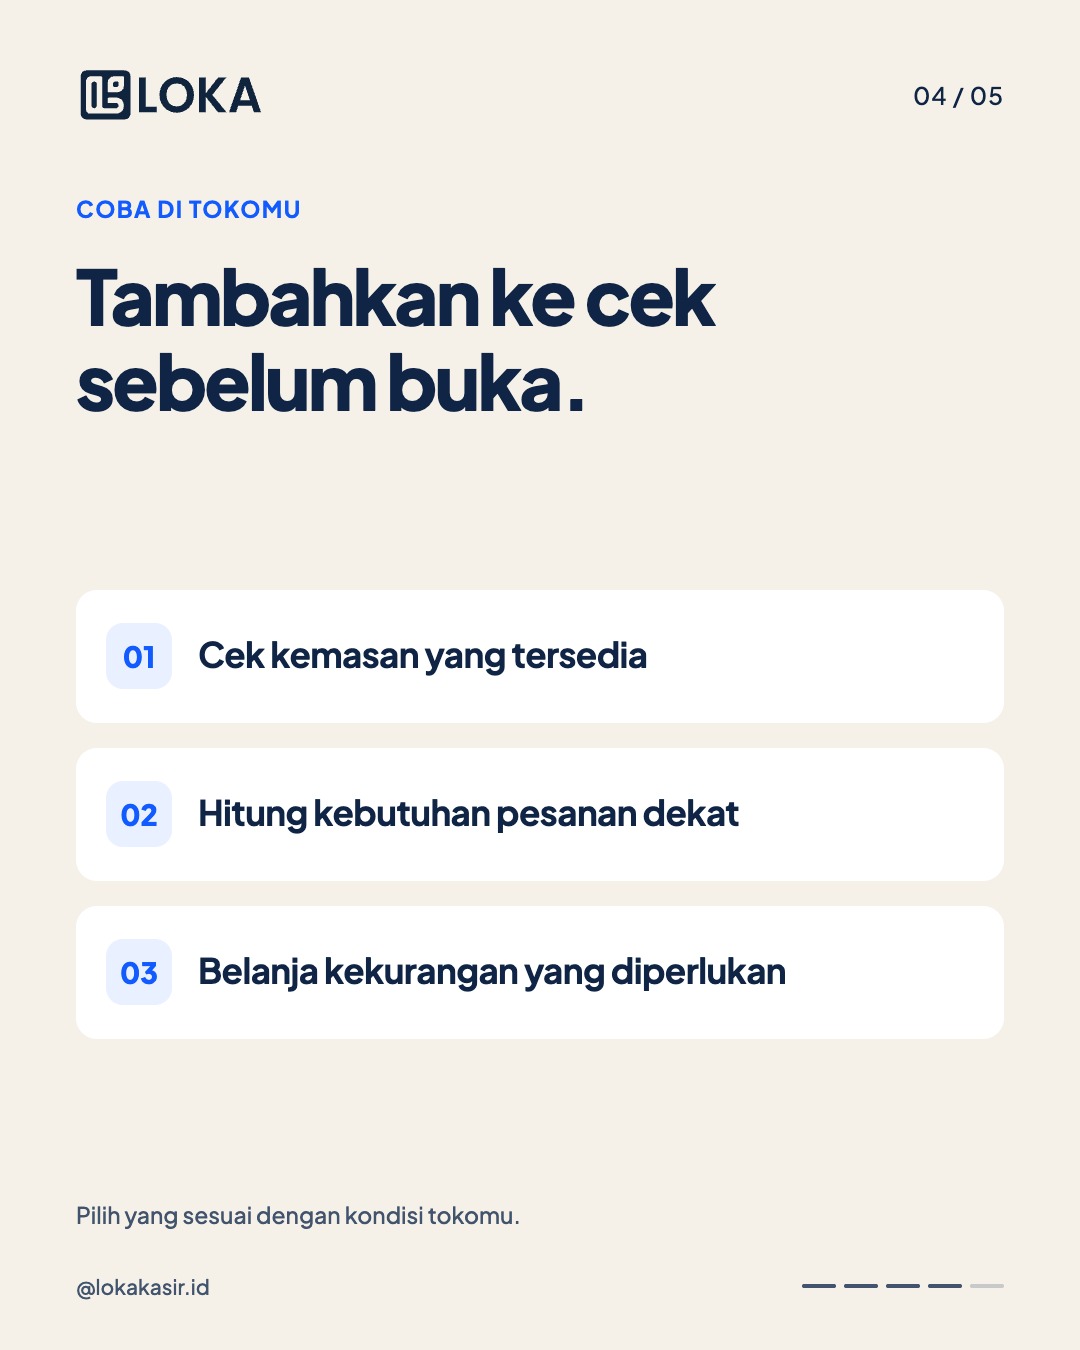 LOKA
04 / 05
COBA DI TOKOMU
Tambahkan ke cek
sebelum buka.
01 Cek kemasan yang tersedia
02 Hitung kebutuhan pesanan dekat
03 Belanja kekurangan yang diperlukan
Pilih yang sesuai dengan kondisi tokomu.
@lokakasir.id